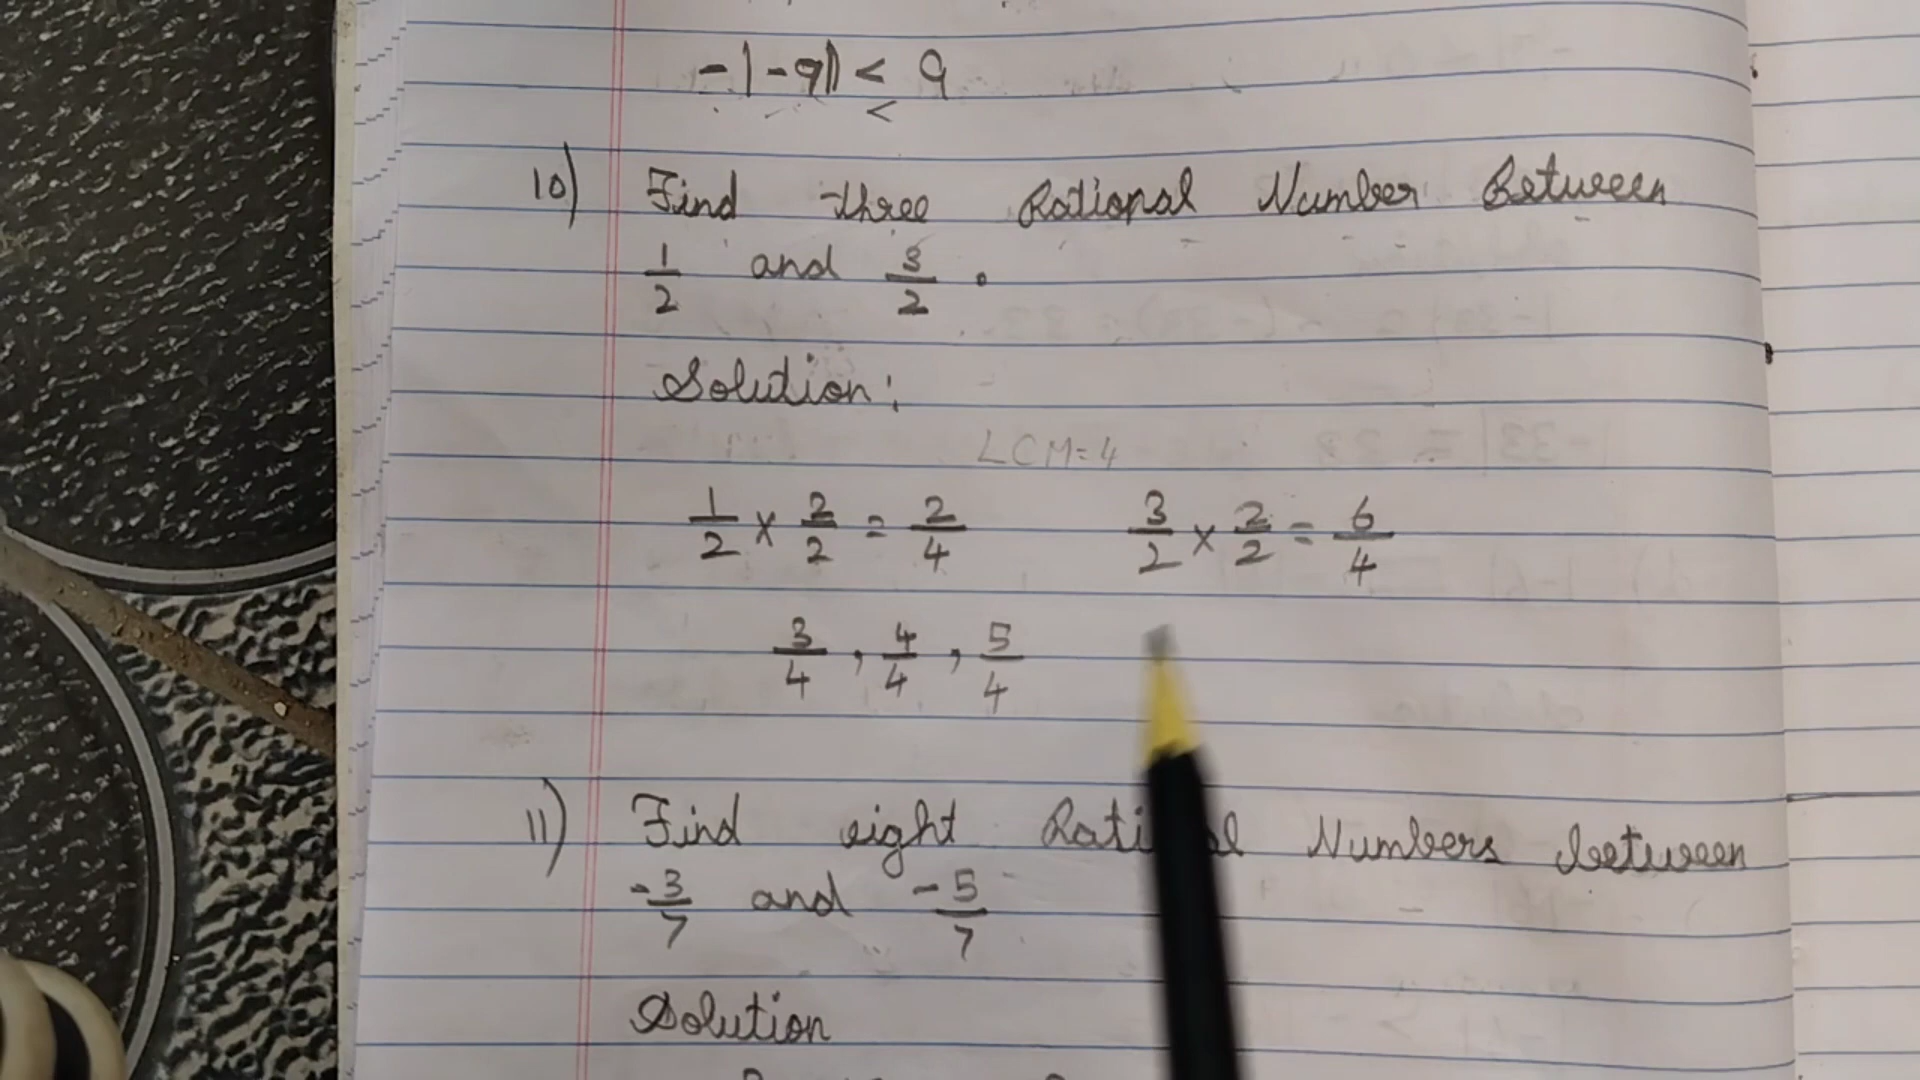 -|-9|| < 9
<
10) Find three Rational Number Between
1/2 and 3/2 .
Solution:
LCM=4
1/2 x 2/2 = 2/4 3/2 x 2/2 = 6/4
3/4 , 4/4 , 5/4
11) Find eight Numbers between
-3/7 and -5/7
Solution